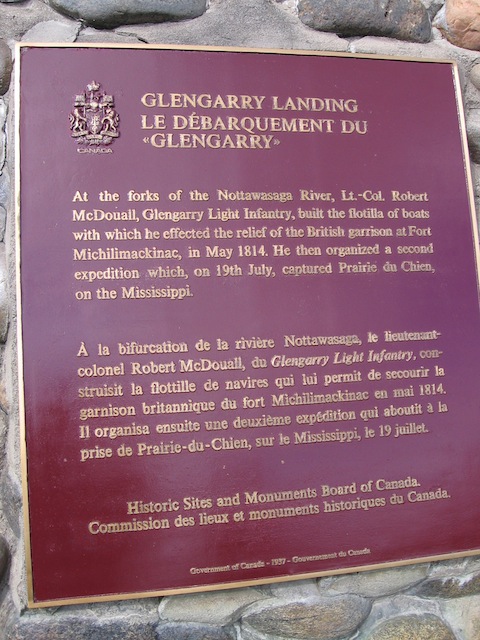 CANADA
GLENGARRY LANDING
LE DÉBARQUEMENT DU
«GLENGARRY»
At the forks of the Nottawasaga River, Lt.-Col. Robert
McDouall, Glengarry Light Infantry, built the flotilla of boats
with which he effected the relief of the British garrison at Fort
Michilimackinac, in May 1814. He then organized a second
expedition which, on 19th July, captured Prairie du Chien,
on the Mississippi.
À la bifurcation de la rivière Nottawasaga, le lieutenant-
colonel Robert McDouall, du Glengarry Light Infantry, con-
struisit la flottille de navires qui lui permit de secourir la
garnison britannique du fort Michilimackinac en mai 1814.
Il organisa ensuite une deuxième expédition qui aboutit à la
prise de Prairie-du-Chien, sur le Mississippi, le 19 juillet.
Historic Sites and Monuments Board of Canada.
Commission des lieux et monuments historiques du Canada.
Government of Canada - 1937 - Gouvernement du Canada